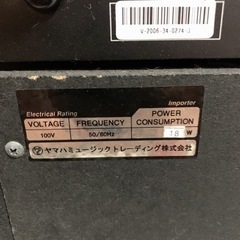 V-2006-34-0274-J
Electrical Rating Importer
VOLTAGE FREQUENCY POWER CONSUMPTION
100V 50/60Hz 18 W
ヤマハミュージックトレーディング株式会社